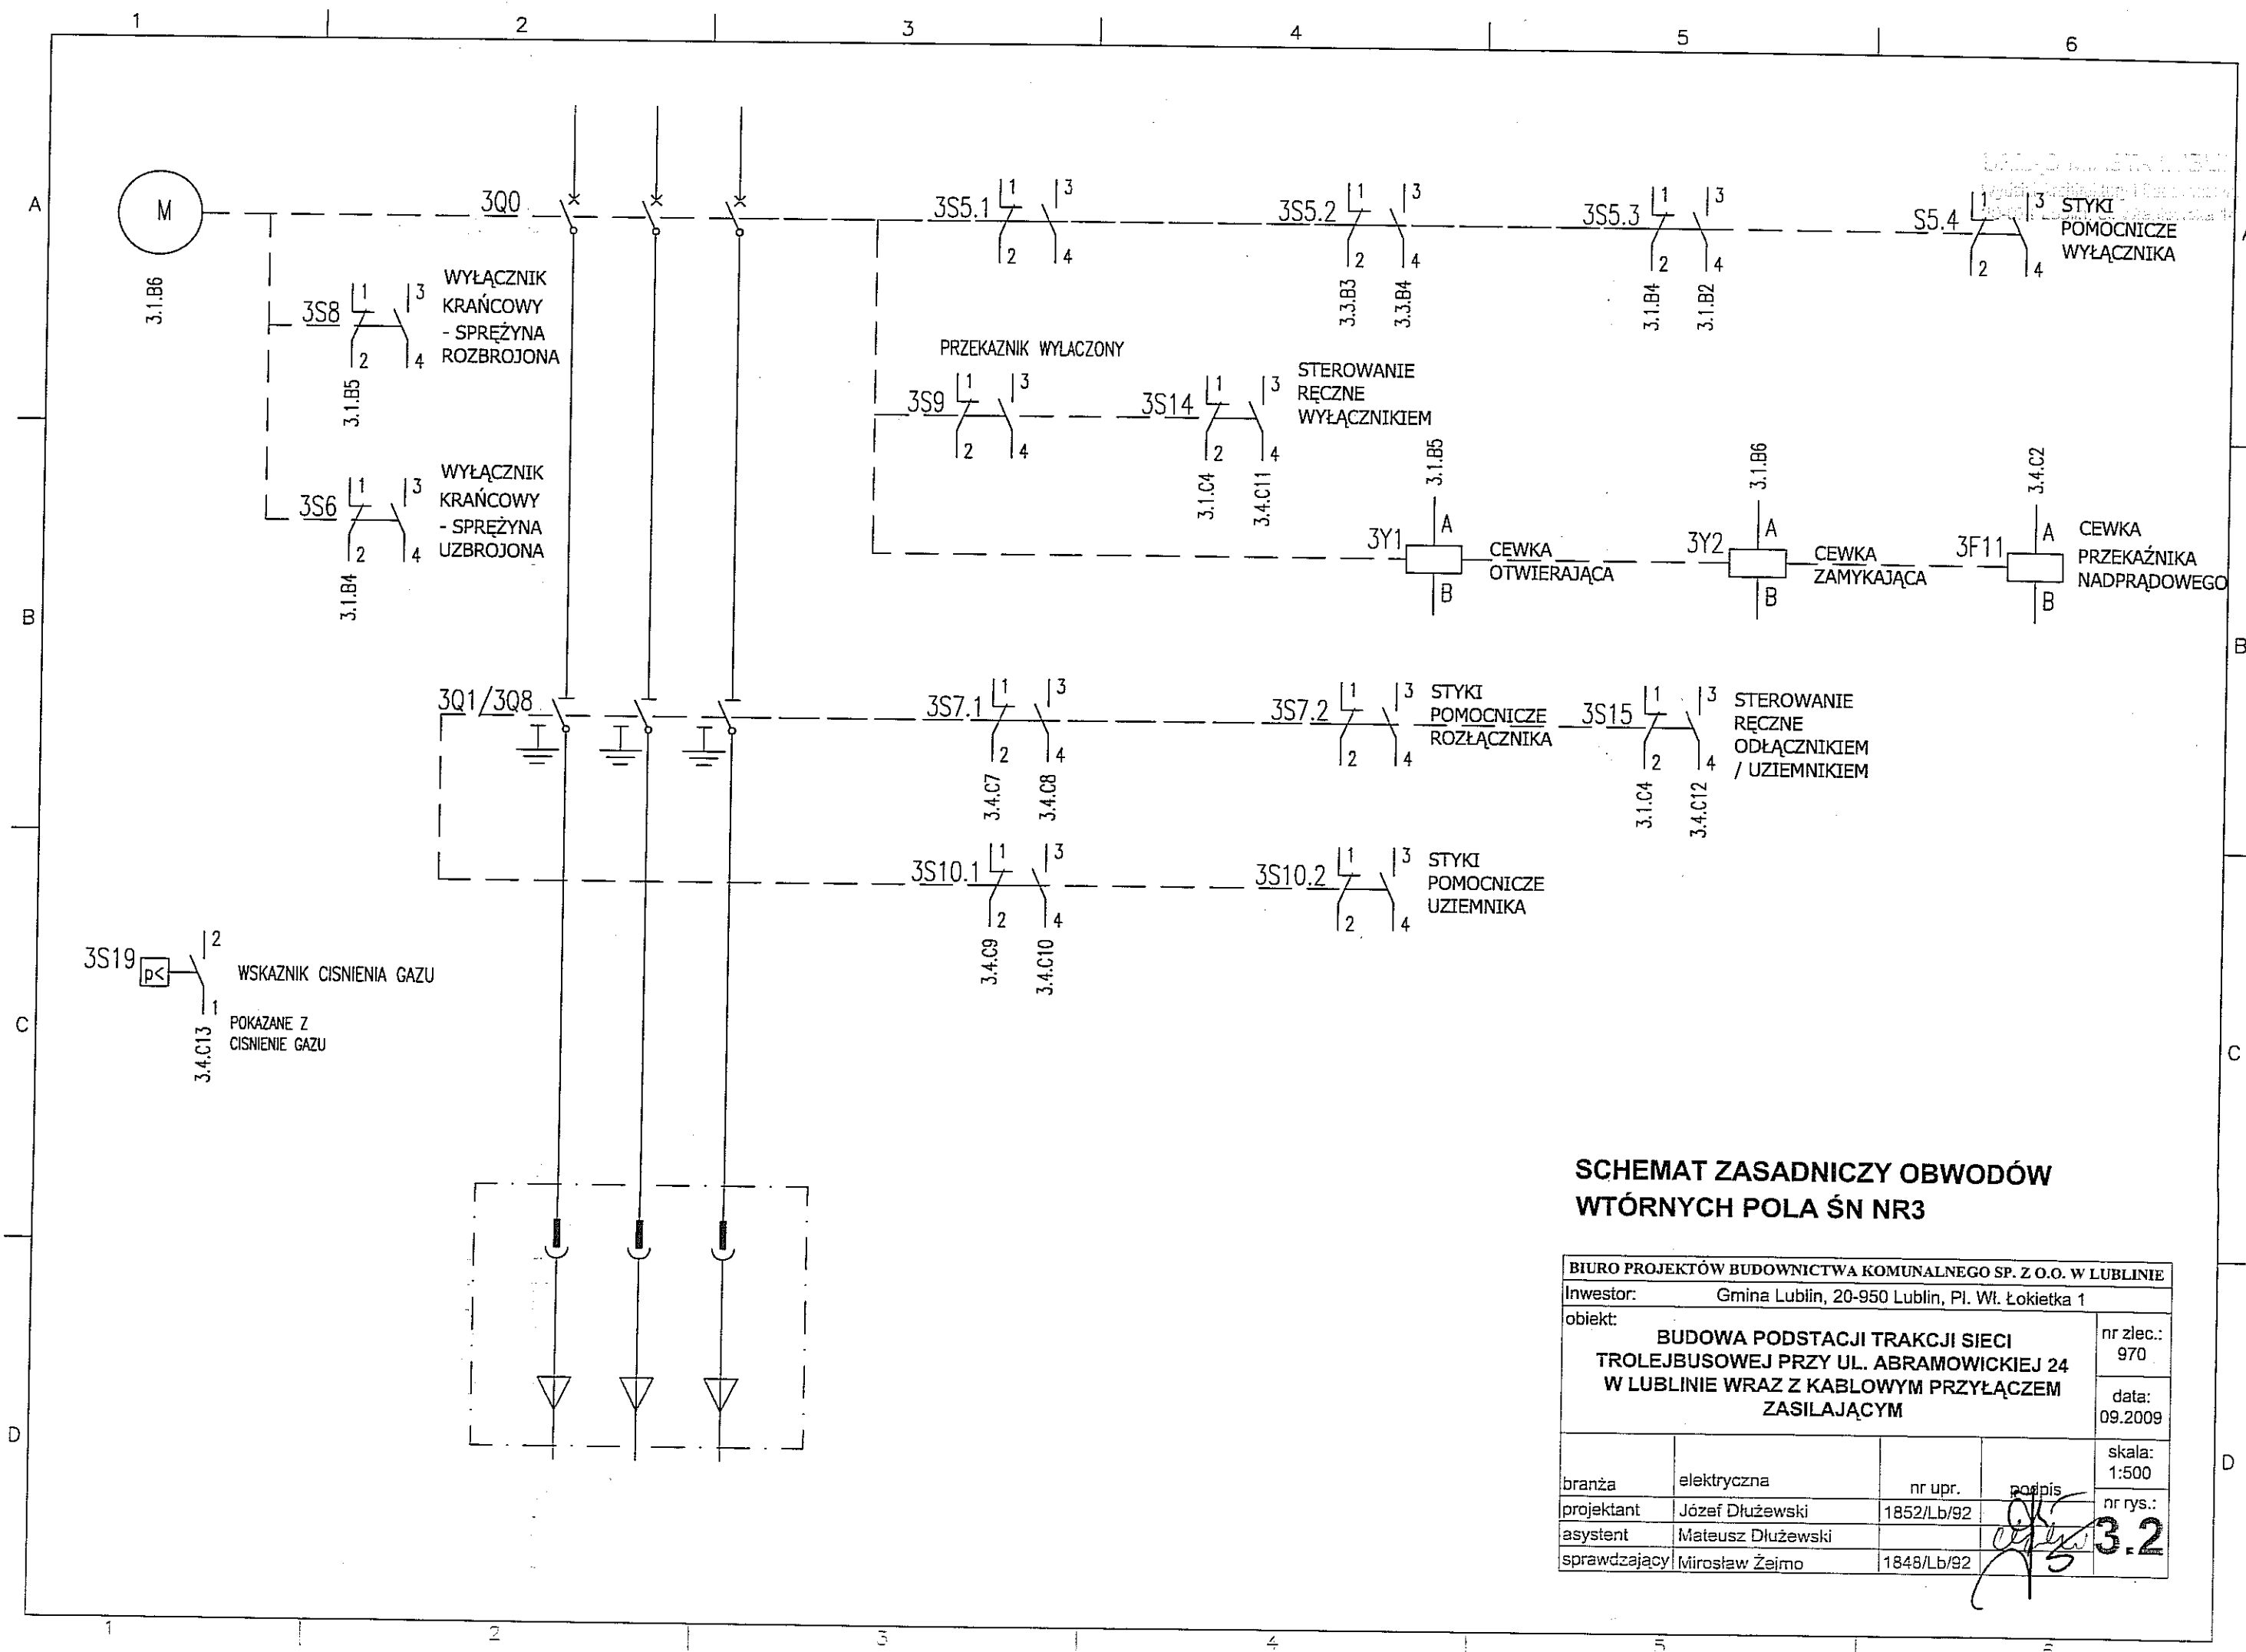 1 2 3 4 5 6
A
M
3.1.B6
3Q0
3S5.1 1 3
2 4
3S5.2 1 3
2 4
3.3.B3 3.3.B4
3S5.3 1 3
2 4
3.1.B4 3.1.B2
S5.4 1 3
2 4
STYKI
POMOCNICZE
WYŁĄCZNIKA
A
3S8 1 3
2 4
3.1.B5
WYŁĄCZNIK
KRAŃCOWY
- SPRĘŻYNA
ROZBROJONA
PRZEKAZNIK WYLACZONY
3S9 1 3
2 4
3S14 1 3
2 4
3.1.C4 3.4.C11
STEROWANIE
RĘCZNE
WYŁĄCZNIKIEM
3S6 1 3
2 4
3.1.B4
WYŁĄCZNIK
KRAŃCOWY
- SPRĘŻYNA
UZBROJONA
3.1.B5
3Y1 A
B
CEWKA
OTWIERAJĄCA
3.1.B6
3Y2 A
B
CEWKA
ZAMYKAJĄCA
3.4.C2
3F11 A
B
CEWKA
PRZEKAŹNIKA
NADPRĄDOWEGO
B
B
3Q1/3Q8
3S7.1 1 3
2 4
3.4.C7 3.4.C8
3S7.2 1 3
2 4
STYKI
POMOCNICZE
ROZŁĄCZNIKA
3S15 1 3
2 4
3.1.C4 3.4.C12
STEROWANIE
RĘCZNE
ODŁĄCZNIKIEM
/ UZIEMNIKIEM
3S10.1 1 3
2 4
3.4.C9 3.4.C10
3S10.2 1 3
2 4
STYKI
POMOCNICZE
UZIEMNIKA
3S19 p< 2
1
3.4.C13
WSKAZNIK CISNIENIA GAZU
POKAZANE Z
CISNIENIE GAZU
C
C
SCHEMAT ZASADNICZY OBWODÓW
WTÓRNYCH POLA ŚN NR3
BIURO PROJEKTÓW BUDOWNICTWA KOMUNALNEGO SP. Z O.O. W LUBLINIE
Inwestor: Gmina Lublin, 20-950 Lublin, Pl. Wł. Łokietka 1
obiekt:
BUDOWA PODSTACJI TRAKCJI SIECI
TROLEJBUSOWEJ PRZY UL. ABRAMOWICKIEJ 24
W LUBLINIE WRAZ Z KABLOWYM PRZYŁĄCZEM
ZASILAJĄCYM
nr zlec.:
970
data:
09.2009
skala:
1:500
nr rys.:
3.2
branża elektryczna nr upr. podpis
projektant Józef Dłużewski 1852/Lb/92
asystent Mateusz Dłużewski
sprawdzający Mirosław Żejmo 1848/Lb/92
D
D
1 2 3 4 5 6